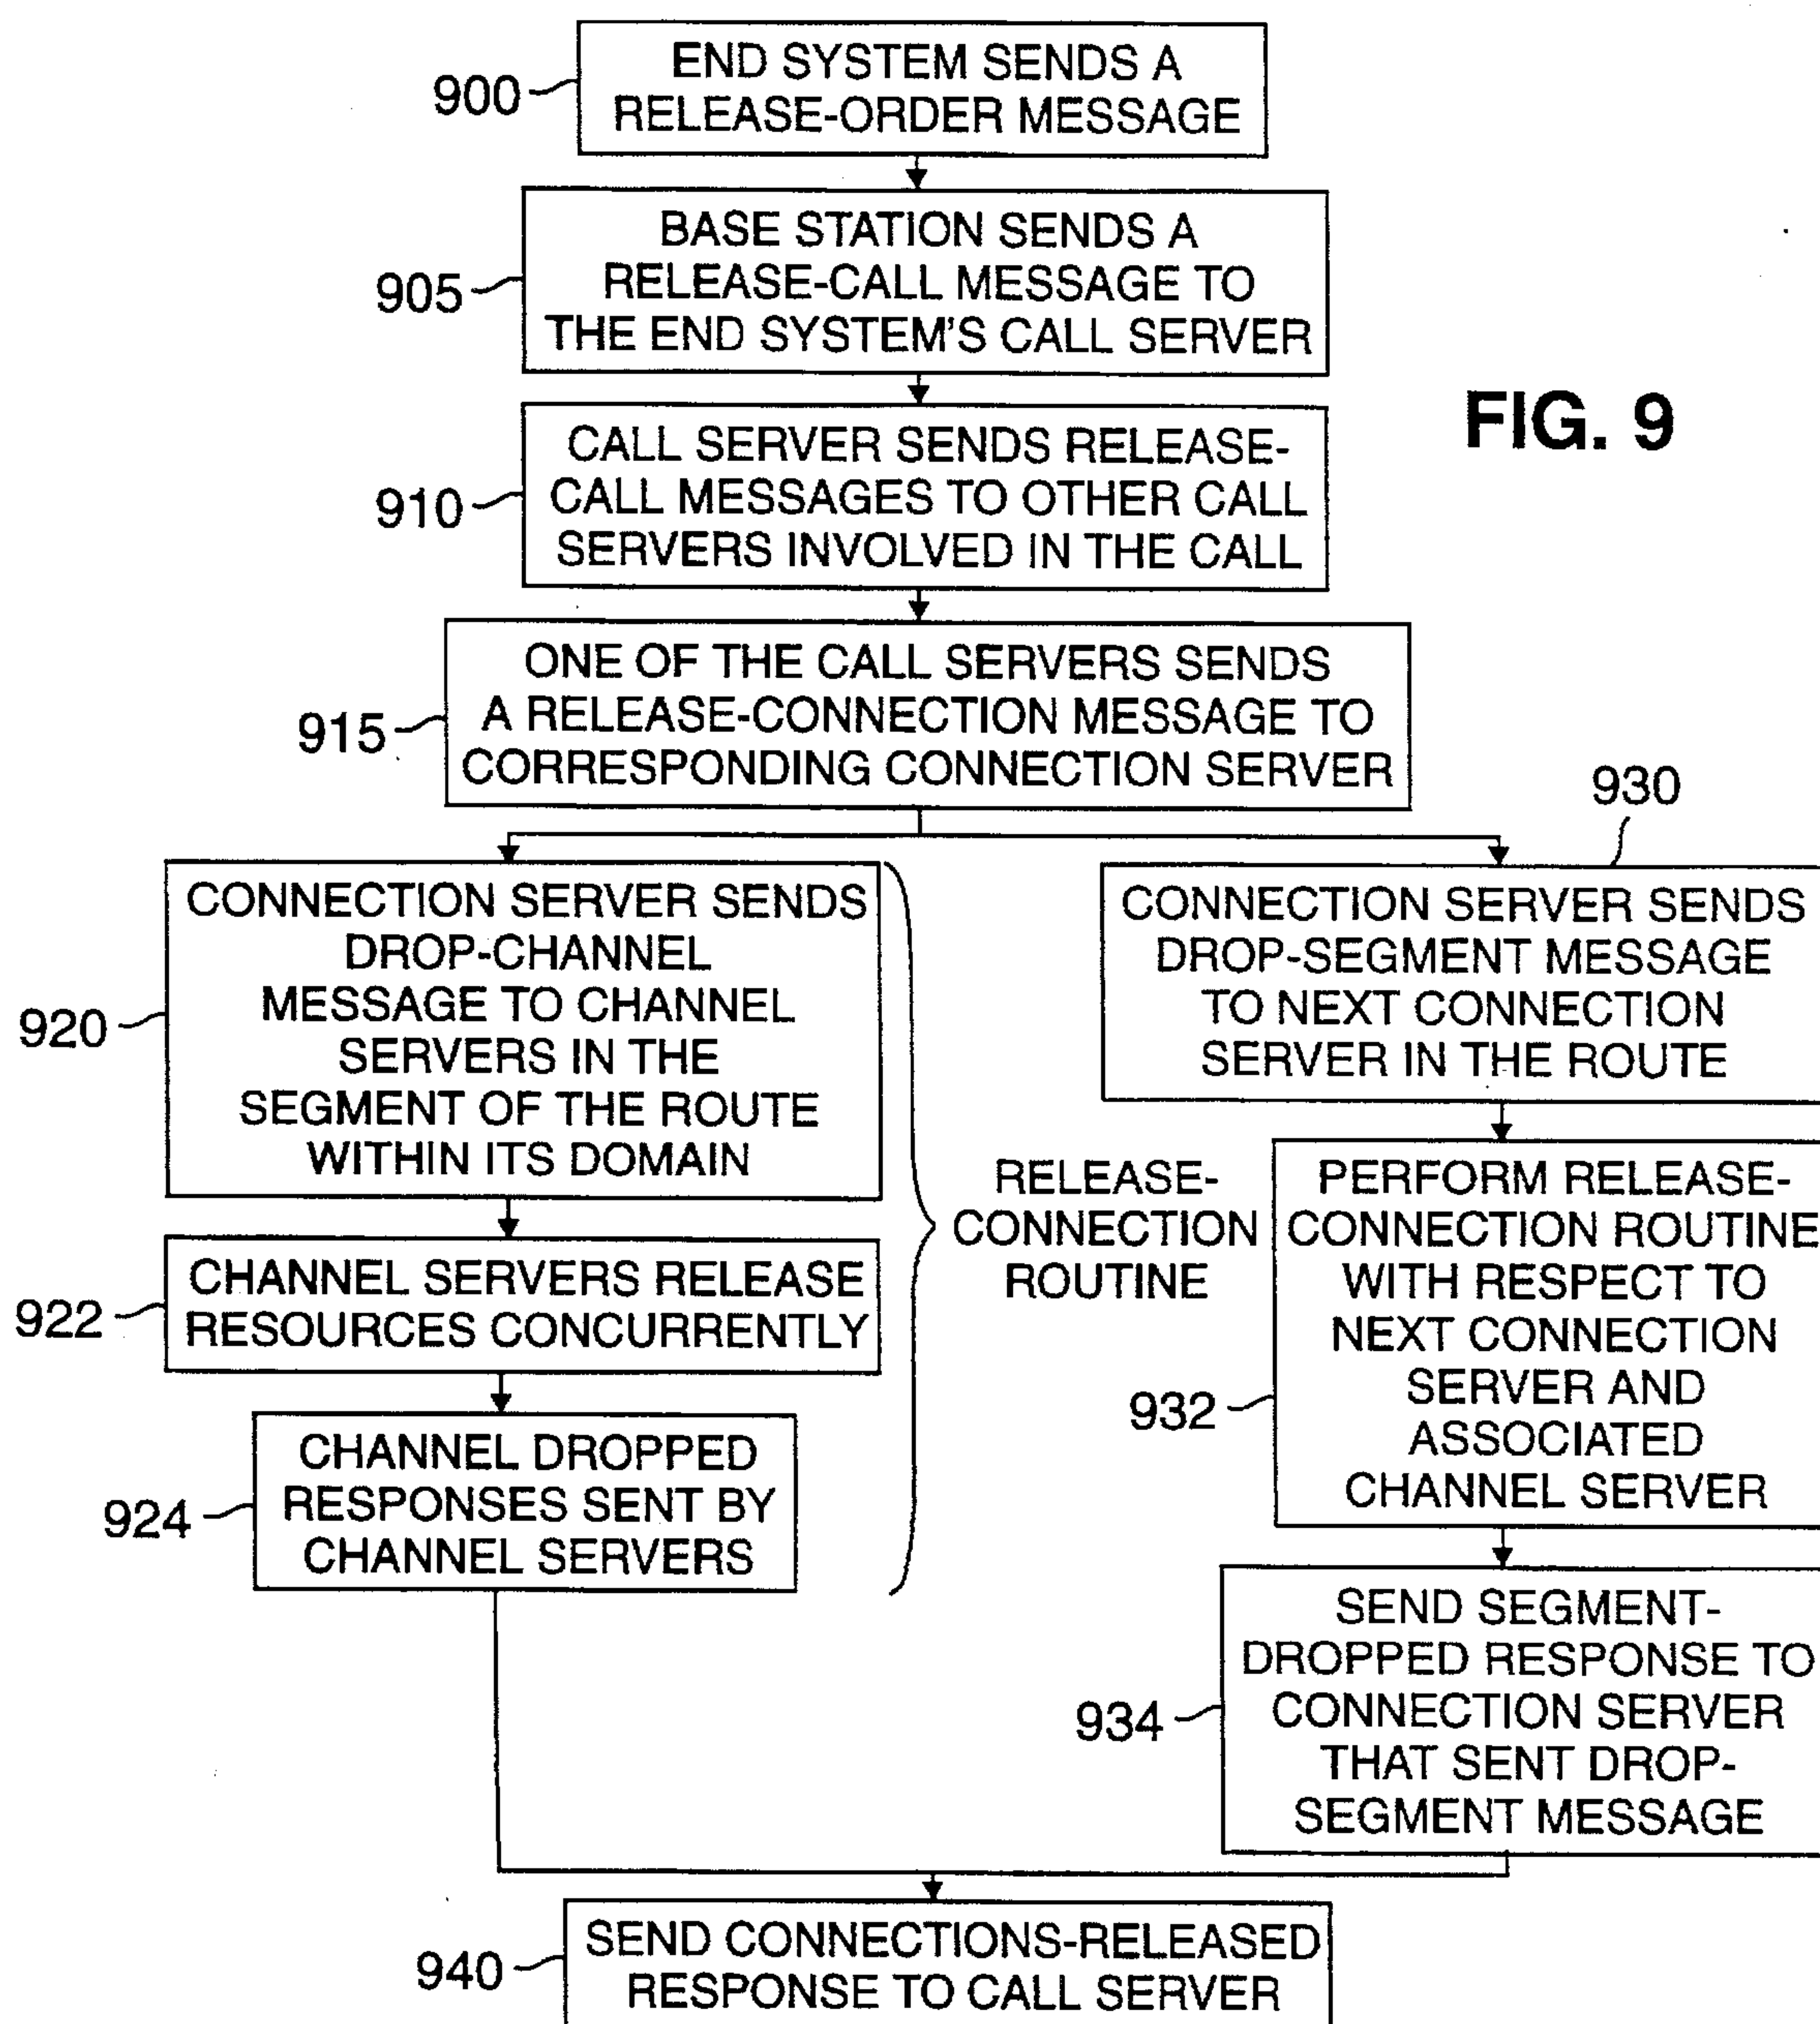 900
END SYSTEM SENDS A
RELEASE-ORDER MESSAGE
905
BASE STATION SENDS A
RELEASE-CALL MESSAGE TO
THE END SYSTEM'S CALL SERVER
FIG. 9
910
CALL SERVER SENDS RELEASE-
CALL MESSAGES TO OTHER CALL
SERVERS INVOLVED IN THE CALL
915
ONE OF THE CALL SERVERS SENDS
A RELEASE-CONNECTION MESSAGE TO
CORRESPONDING CONNECTION SERVER
920
CONNECTION SERVER SENDS
DROP-CHANNEL
MESSAGE TO CHANNEL
SERVERS IN THE
SEGMENT OF THE ROUTE
WITHIN ITS DOMAIN
922
CHANNEL SERVERS RELEASE
RESOURCES CONCURRENTLY
924
CHANNEL DROPPED
RESPONSES SENT BY
CHANNEL SERVERS
RELEASE-
CONNECTION
ROUTINE
930
CONNECTION SERVER SENDS
DROP-SEGMENT MESSAGE
TO NEXT CONNECTION
SERVER IN THE ROUTE
932
PERFORM RELEASE-
CONNECTION ROUTINE
WITH RESPECT TO
NEXT CONNECTION
SERVER AND
ASSOCIATED
CHANNEL SERVER
934
SEND SEGMENT-
DROPPED RESPONSE TO
CONNECTION SERVER
THAT SENT DROP-
SEGMENT MESSAGE
940
SEND CONNECTIONS-RELEASED
RESPONSE TO CALL SERVER